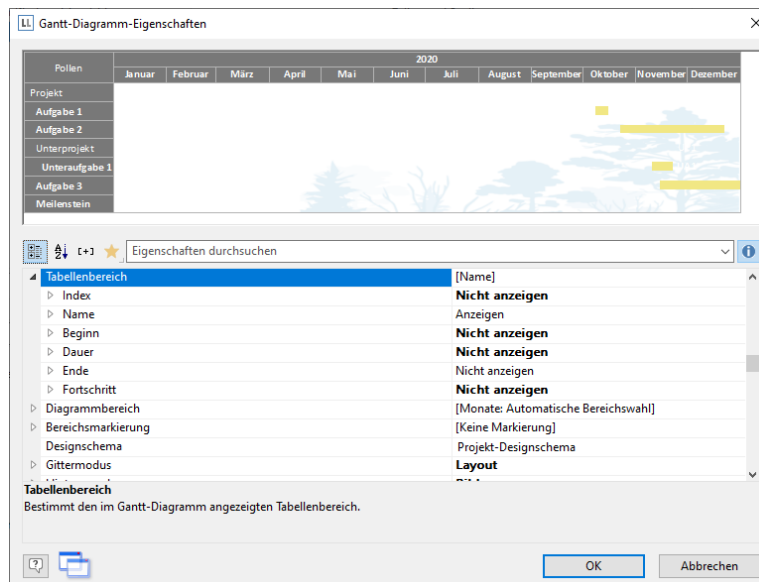 LL Gantt-Diagramm-Eigenschaften
Pollen
2020
Januar Februar März April Mai Juni Juli August September Oktober November Dezember
Projekt
Aufgabe 1
Aufgabe 2
Unterprojekt
Unteraufgabe 1
Aufgabe 3
Meilenstein
Eigenschaften durchsuchen
Tabellenbereich [Name]
Index Nicht anzeigen
Name Anzeigen
Beginn Nicht anzeigen
Dauer Nicht anzeigen
Ende Nicht anzeigen
Fortschritt Nicht anzeigen
Diagrammbereich [Monate: Automatische Bereichswahl]
Bereichsmarkierung [Keine Markierung]
Designschema Projekt-Designschema
Gittermodus Layout
Tabellenbereich
Bestimmt den im Gantt-Diagramm angezeigten Tabellenbereich.
OK Abbrechen